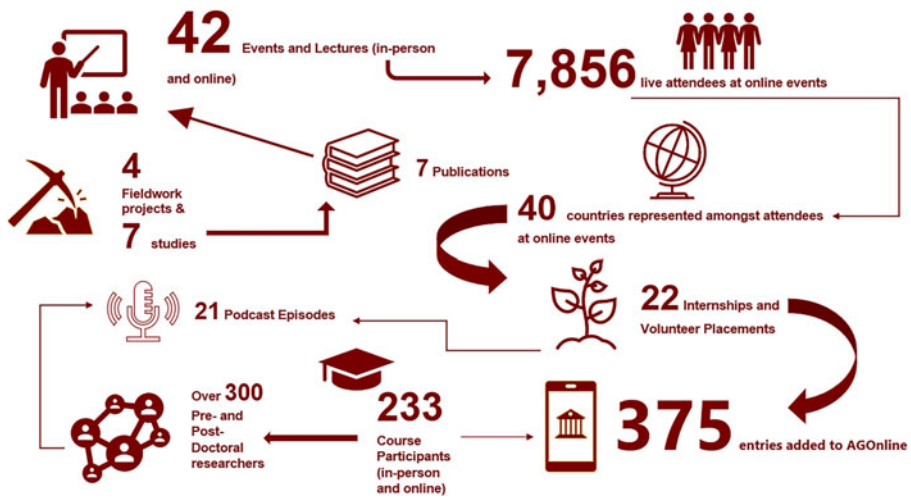 42 Events and Lectures (in-person
and online)
7,856 live attendees at online events
4
Fieldwork
projects &
7 studies
7 Publications
40 countries represented amongst attendees
at online events
22 Internships and
Volunteer Placements
21 Podcast Episodes
Over 300
Pre- and
Post-
Doctoral
researchers
233
Course
Participants
(in-person
and online)
375 entries added to AGOnline